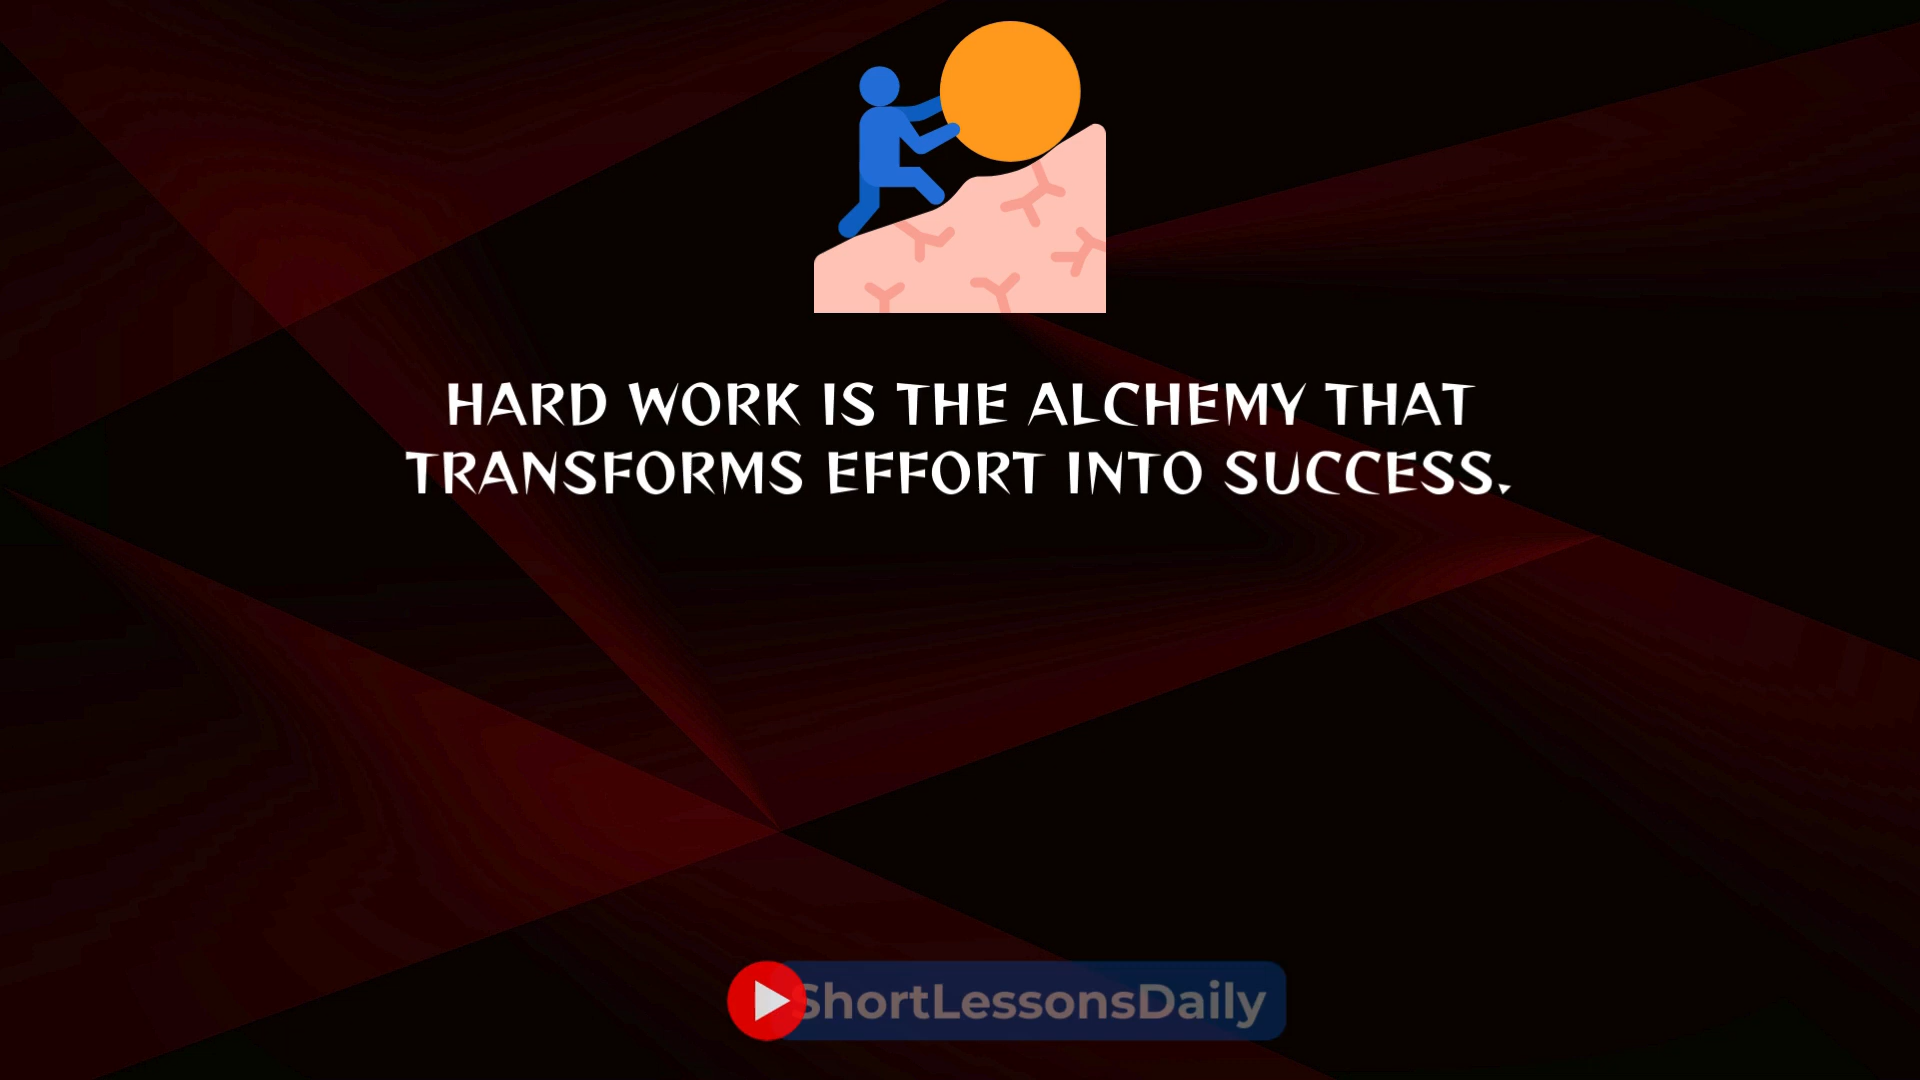 HARD WORK IS THE ALCHEMY THAT
TRANSFORMS EFFORT INTO SUCCESS.
ShortLessonsDaily